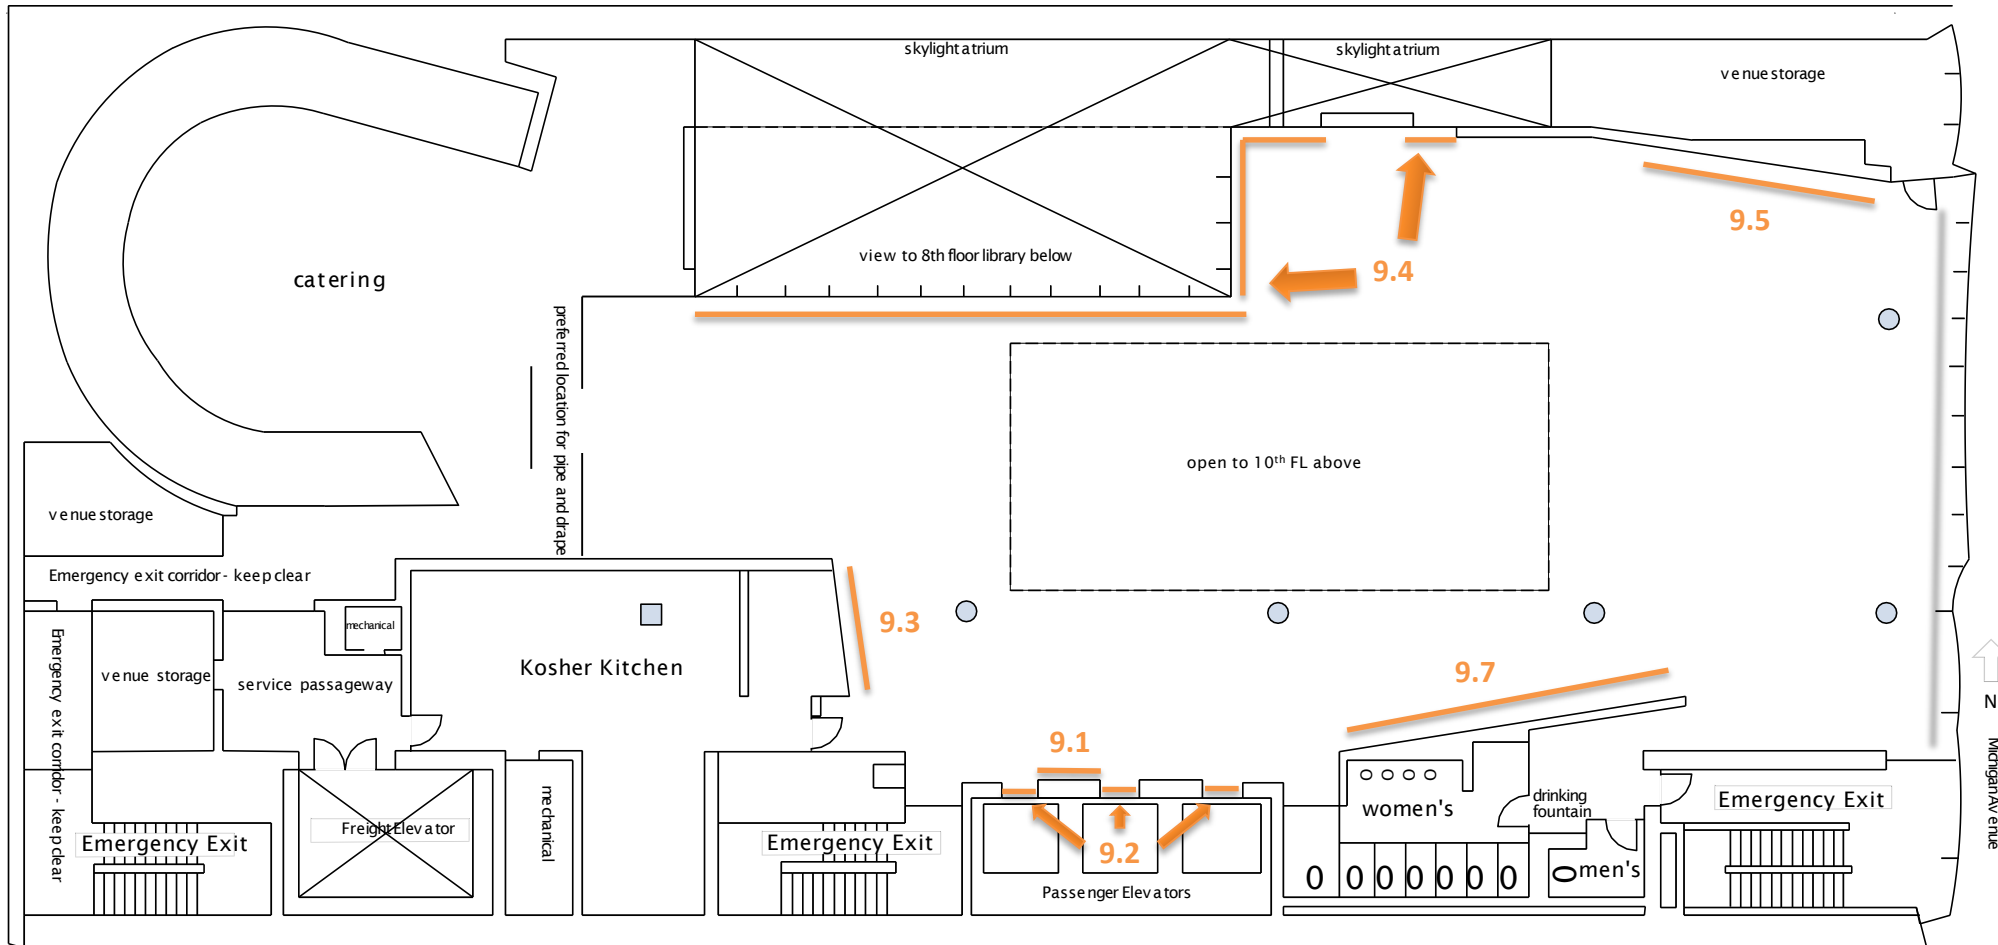 skylight atrium
skylight atrium
venue storage
9.5
view to 8th floor library below
9.4
catering
preferred location for pipe and drape
open to 10th FL above
venue storage
Emergency exit corridor - keep clear
9.3
mechanical
Emergency exit corridor - keep clear
venue storage
service passageway
Kosher Kitchen
9.7
N
9.1
Michigan Avenue
mechanical
Freight Elevator
Emergency Exit
Emergency Exit
9.2
Passenger Elevators
women's
drinking
fountain
men's
Emergency Exit